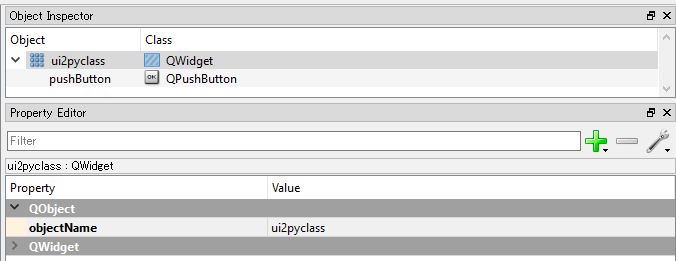 Object Inspector
Object Class
ui2pyclass QWidget
pushButton OK QPushButton
Property Editor
Filter
ui2pyclass : QWidget
Property Value
QObject
objectName ui2pyclass
QWidget